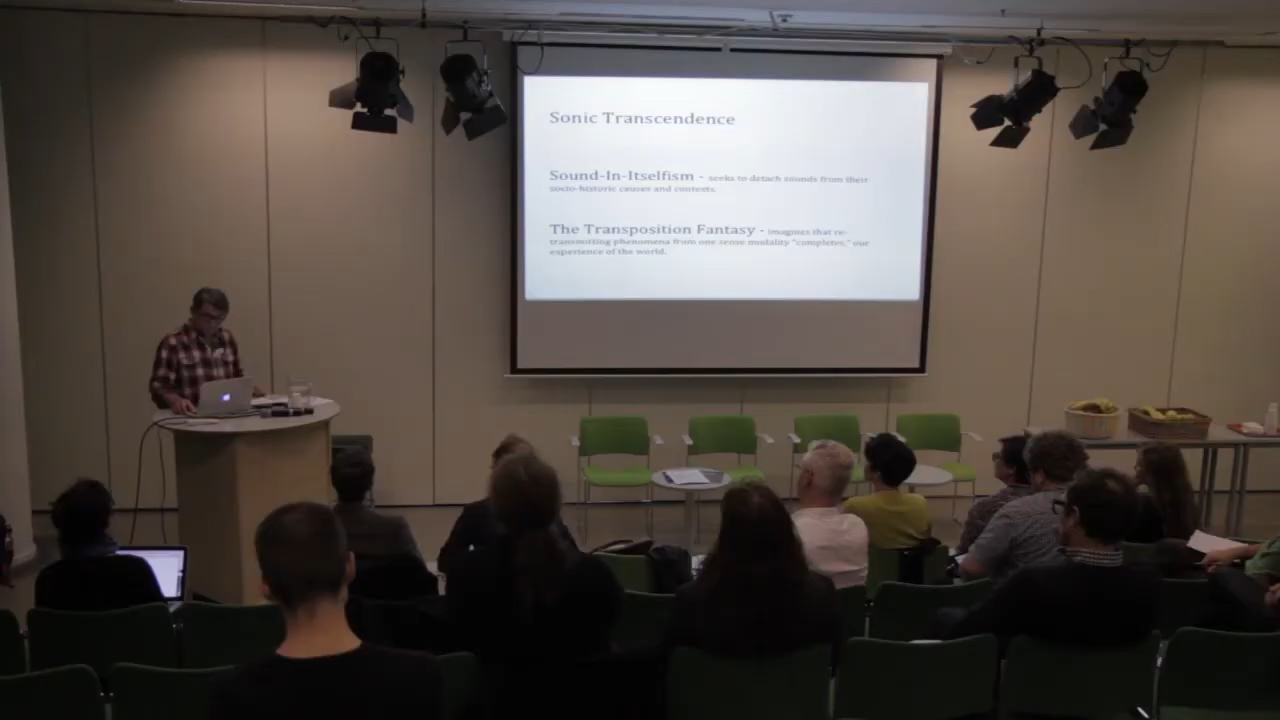 Sonic Transcendence
Sound-In-Itselfism - seeks to detach sounds from their
socio-historic causes and contexts.
The Transposition Fantasy - imagines that re-
transmitting phenomena from one sense modality "completes," our
experience of the world.